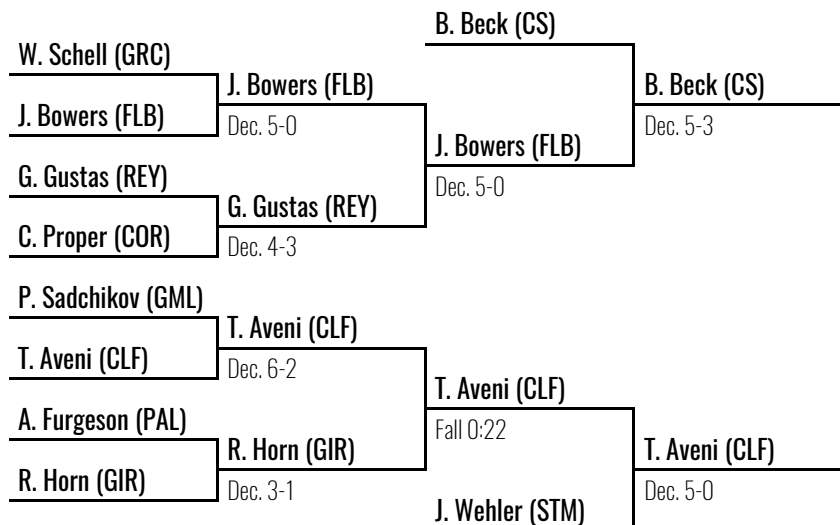 B. Beck (CS)
W. Schell (GRC)
J. Bowers (FLB)
B. Beck (CS)
J. Bowers (FLB)
Dec. 5-0
Dec. 5-3
J. Bowers (FLB)
G. Gustas (REY)
Dec. 5-0
G. Gustas (REY)
C. Proper (COR)
Dec. 4-3
P. Sadchikov (GML)
T. Aveni (CLF)
T. Aveni (CLF)
Dec. 6-2
T. Aveni (CLF)
A. Furgeson (PAL)
Fall 0:22
R. Horn (GIR)
T. Aveni (CLF)
R. Horn (GIR)
Dec. 3-1
Dec. 5-0
J. Wehler (STM)